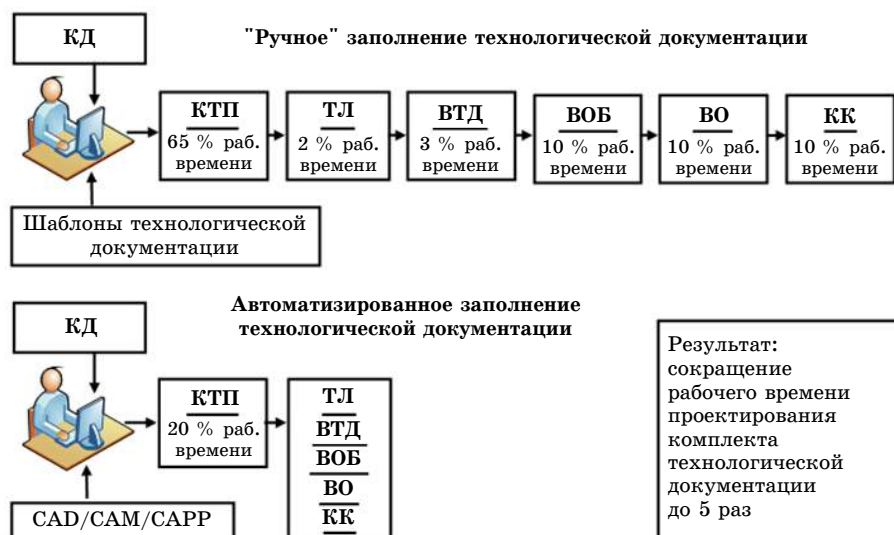 КД
"Ручное" заполнение технологической документации
КТП
65 % раб.
времени
ТЛ
2 % раб.
времени
ВТД
3 % раб.
времени
ВОБ
10 % раб.
времени
ВО
10 % раб.
времени
КК
10 % раб.
времени
Шаблоны технологической
документации
Автоматизированное заполнение
технологической документации
КД
КТП
20 % раб.
времени
ТЛ
ВТД
ВОБ
ВО
КК
CAD/CAM/CAPP
Результат:
сокращение
рабочего времени
проектирования
комплекта
технологической
документации
до 5 раз